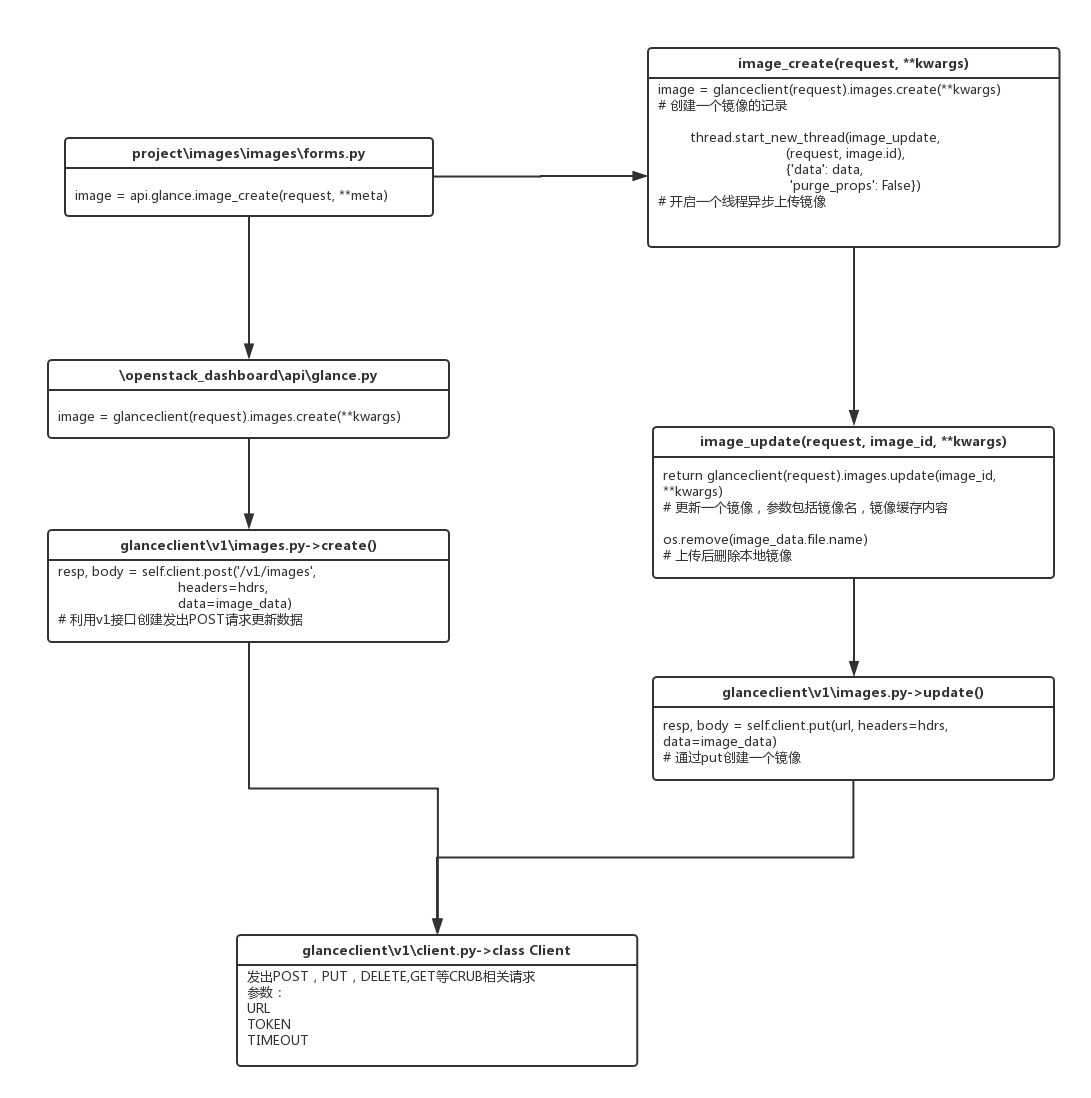 image_create(request, **kwargs)
image = glanceclient(request).images.create(**kwargs)
# 创建一个镜像的记录
thread.start_new_thread(image_update,
(request, image.id),
{'data': data,
'purge_props': False})
# 开启一个线程异步上传镜像
project\images\images\forms.py
image = api.glance.image_create(request, **meta)
\openstack_dashboard\api\glance.py
image = glanceclient(request).images.create(**kwargs)
image_update(request, image_id, **kwargs)
return glanceclient(request).images.update(image_id,
**kwargs)
# 更新一个镜像，参数包括镜像名，镜像缓存内容
os.remove(image_data.file.name)
# 上传后删除本地镜像
glanceclient\v1\images.py->create()
resp, body = self.client.post('/v1/images',
headers=hdrs,
data=image_data)
# 利用v1接口创建发出POST请求更新数据
glanceclient\v1\images.py->update()
resp, body = self.client.put(url, headers=hdrs,
data=image_data)
# 通过put创建一个镜像
glanceclient\v1\client.py->class Client
发出POST，PUT，DELETE,GET等CRUB相关请求
参数：
URL
TOKEN
TIMEOUT